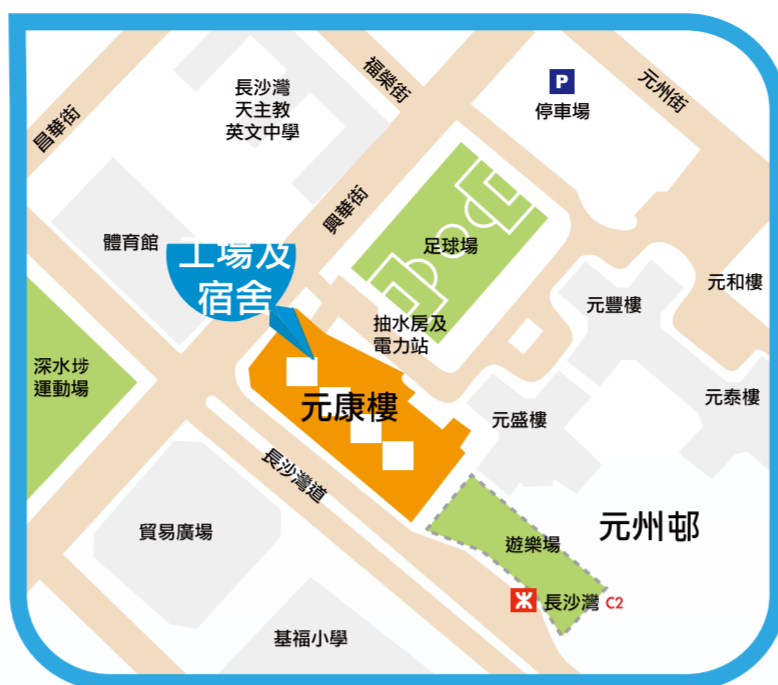 福榮街
元州街
昌華街
長沙灣
天主教
英文中學
P
停車場
興華街
體育館
工場及
宿舍
足球場
元和樓
元豐樓
抽水房及
電力站
深水埗
運動場
元康樓
元盛樓
元泰樓
長沙灣道
貿易廣場
遊樂場
元州邨
長沙灣 C2
基福小學